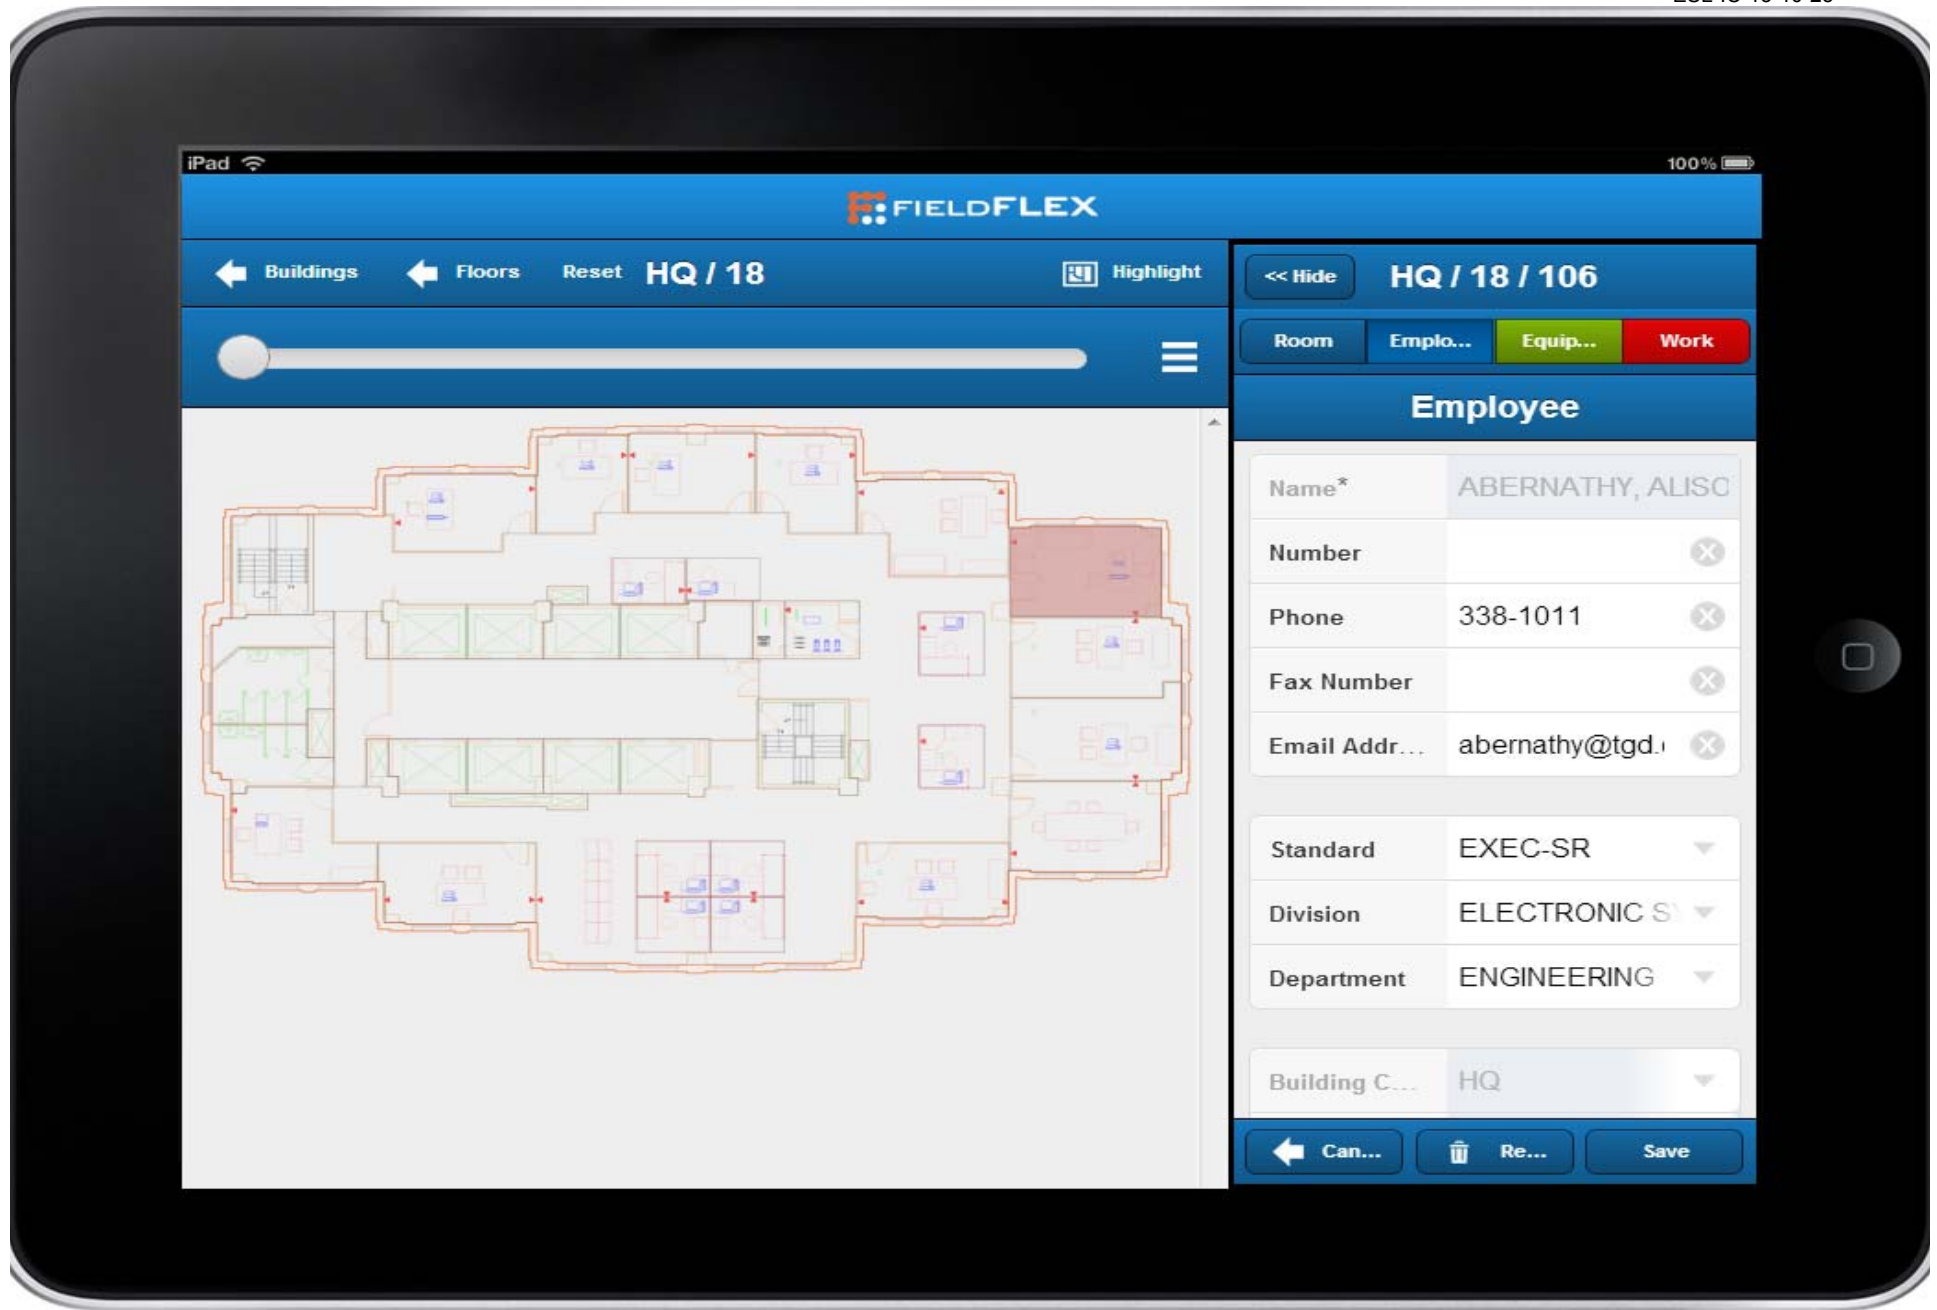 iPad 100%
FIELDFLEX
Buildings Floors Reset HQ / 18 Highlight
<< Hide HQ / 18 / 106
Room Emplo... Equip... Work
Employee
Name* ABERNATHY, ALISO
Number
Phone 338-1011
Fax Number
Email Addr... abernathy@tgd.
Standard EXEC-SR
Division ELECTRONIC S
Department ENGINEERING
Building C... HQ
Can... Re... Save